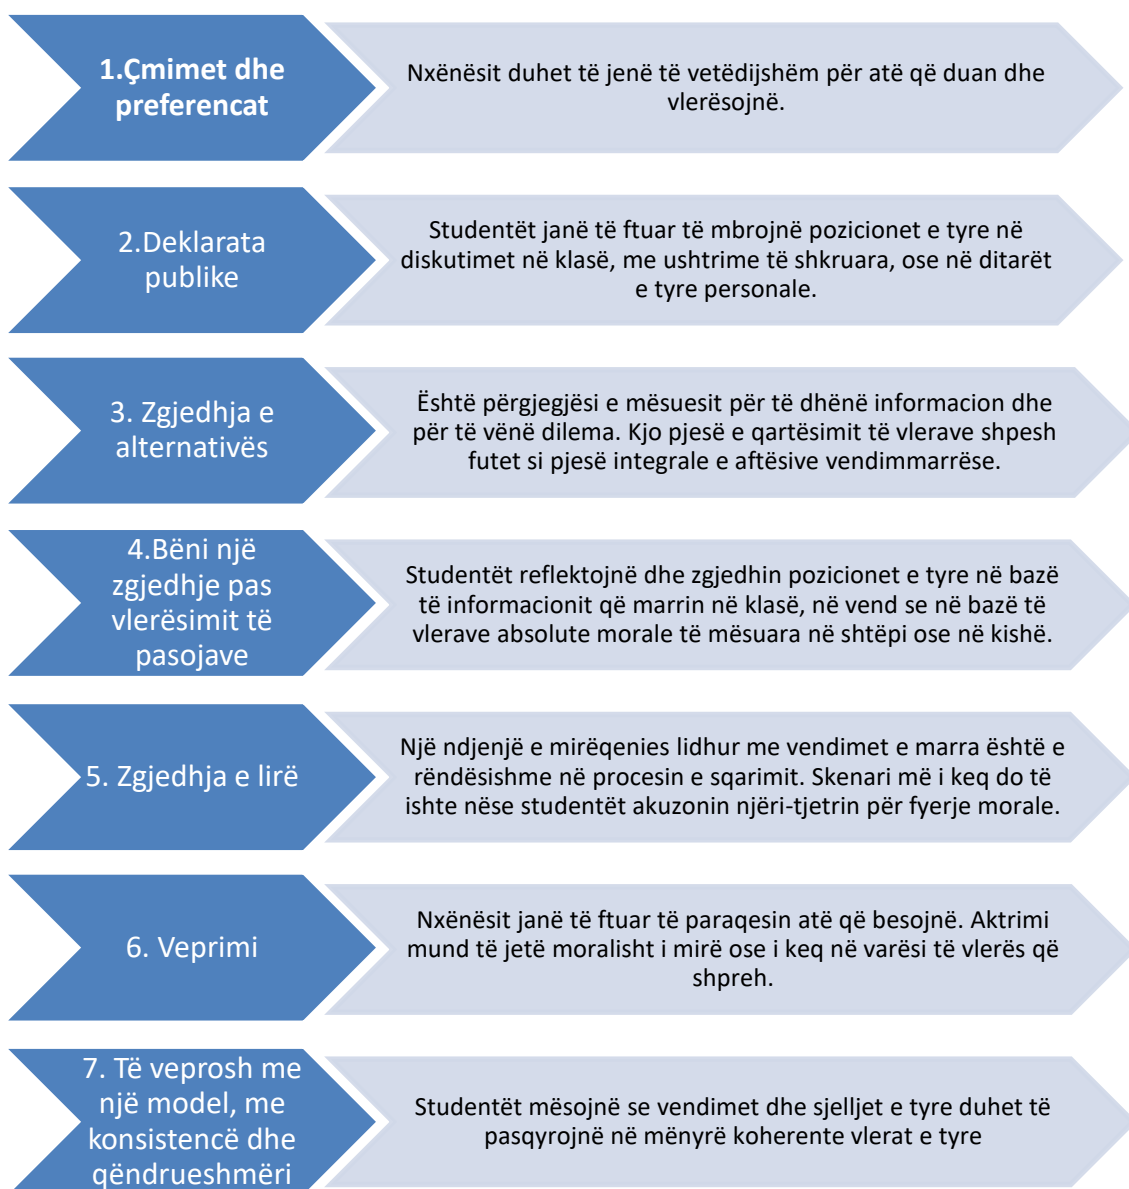 1.Çmimet dhe
preferencat
Nxënësit duhet të jenë të vetëdijshëm për atë që duan dhe
vlerësojnë.
2.Deklarata
publike
Studentët janë të ftuar të mbrojnë pozicionet e tyre në
diskutimet në klasë, me ushtrime të shkruara, ose në ditarët
e tyre personale.
3. Zgjedhja e
alternativës
Është përgjegjësi e mësuesit për të dhënë informacion dhe
për të vënë dilema. Kjo pjesë e qartësimit të vlerave shpesh
futet si pjesë integrale e aftësive vendimmarrëse.
4.Bëni një
zgjedhje pas
vlerësimit të
pasojave
Studentët reflektojnë dhe zgjedhin pozicionet e tyre në bazë
të informacionit që marrin në klasë, në vend se në bazë të
vlerave absolute morale të mësuara në shtëpi ose në kishë.
5. Zgjedhja e lirë
Një ndjenjë e mirëqenies lidhur me vendimet e marra është e
rëndësishme në procesin e sqarimit. Skenari më i keq do të
ishte nëse studentët akuzonin njëri-tjetrin për fyerje morale.
6. Veprimi
Nxënësit janë të ftuar të paraqesin atë që besojnë. Aktrimi
mund të jetë moralisht i mirë ose i keq në varësi të vlerës që
shpreh.
7. Të veprosh me
një model, me
konsistencë dhe
qëndrueshmëri
Studentët mësojnë se vendimet dhe sjelljet e tyre duhet të
pasqyrojnë në mënyrë koherente vlerat e tyre